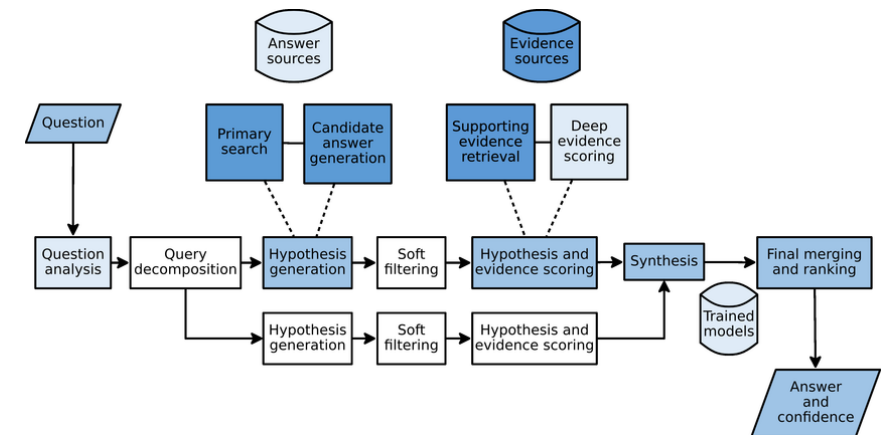 Answer
sources
Evidence
sources
Question
Primary
search
Candidate
answer
generation
Supporting
evidence
retrieval
Deep
evidence
scoring
Question
analysis
Query
decomposition
Hypothesis
generation
Soft
filtering
Hypothesis and
evidence scoring
Synthesis
Final merging
and ranking
Hypothesis
generation
Soft
filtering
Hypothesis and
evidence scoring
Trained
models
Answer
and
confidence